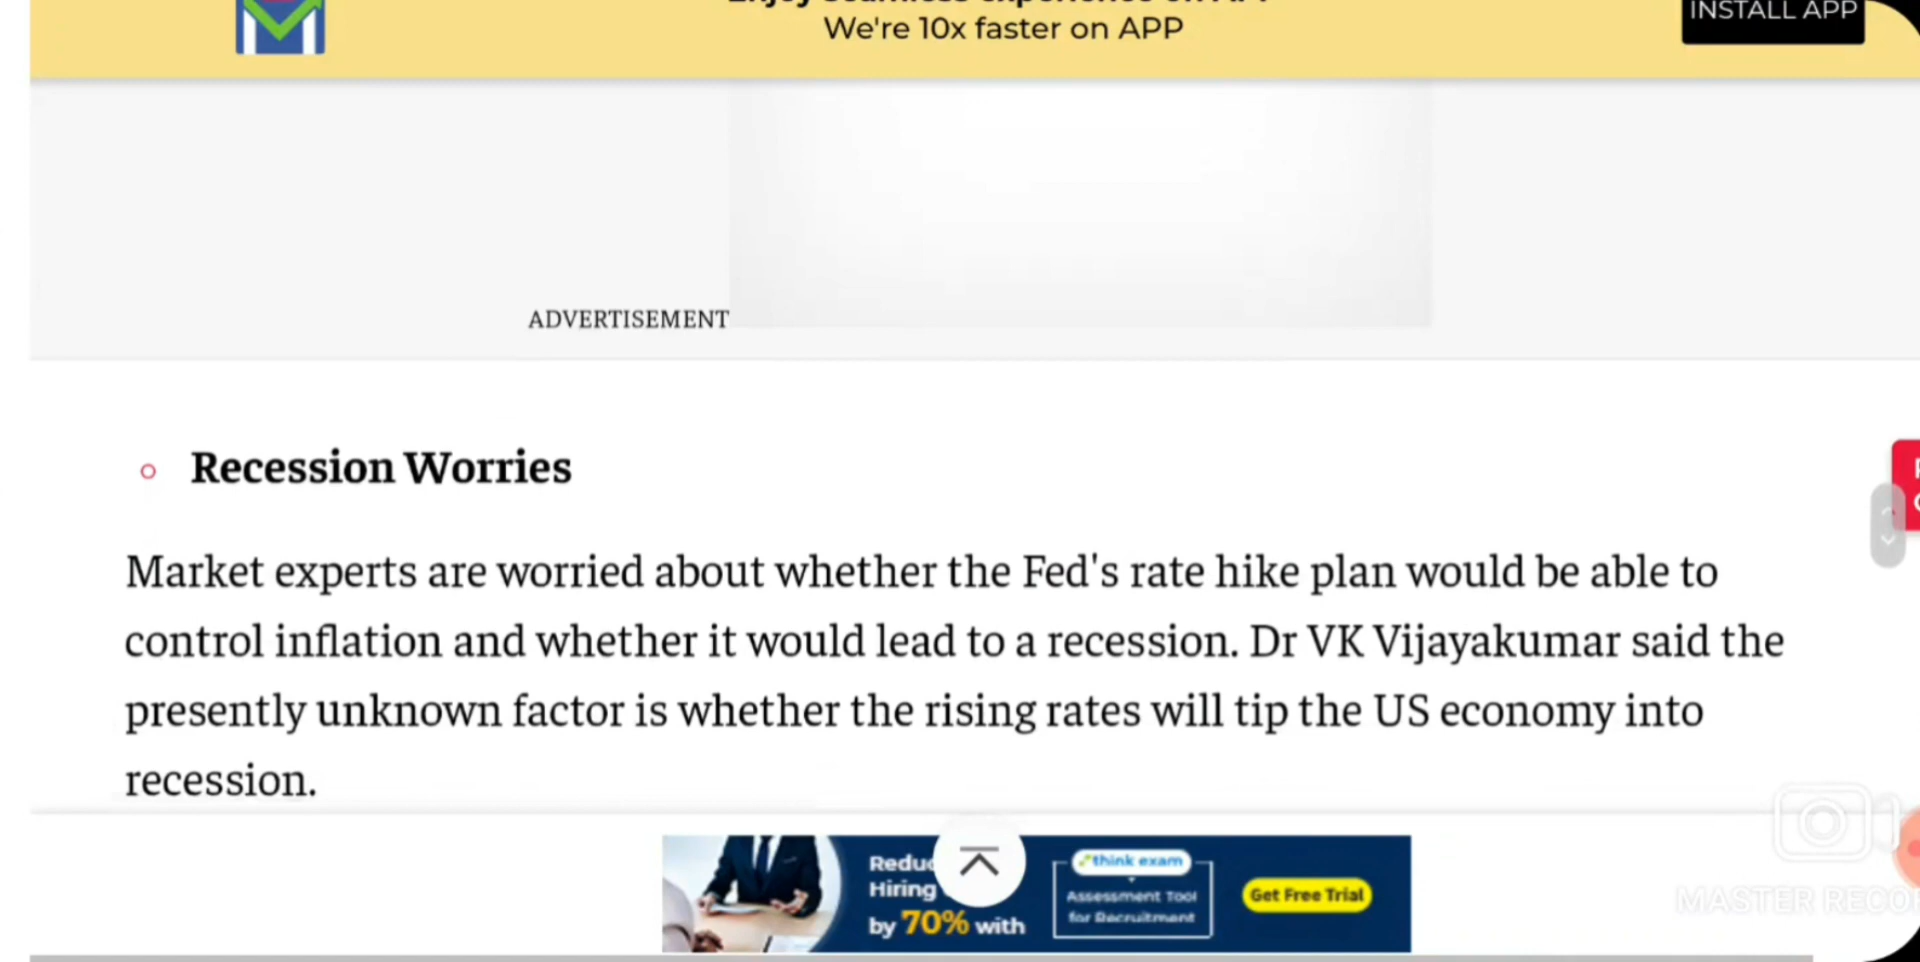 We're 10x faster on APP
INSTALL APP
ADVERTISEMENT
Recession Worries
Market experts are worried about whether the Fed's rate hike plan would be able to
control inflation and whether it would lead to a recession. Dr VK Vijayakumar said the
presently unknown factor is whether the rising rates will tip the US economy into
recession.
Hiring
by 70% with
think exam
Assessment Tool
for Recruitment
Get Free Trial
MASTER